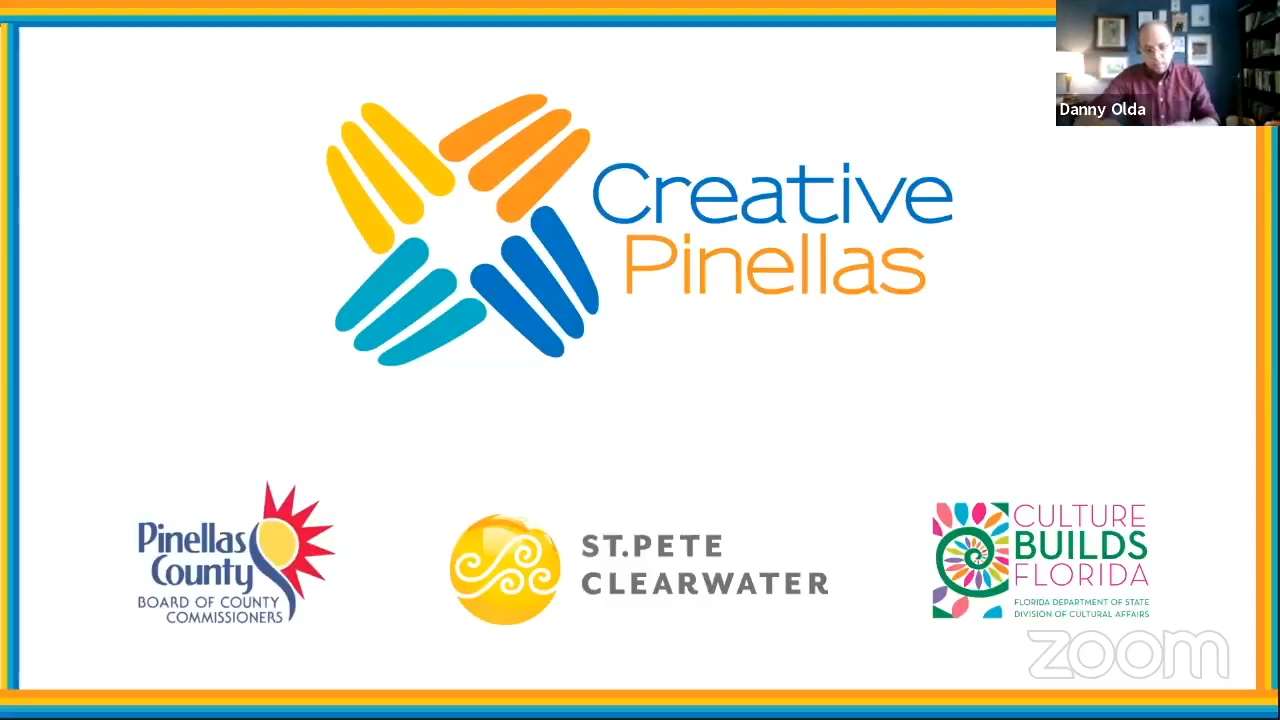 Danny Olda
Creative
Pinellas
Pinellas
County
BOARD OF COUNTY
COMMISSIONERS
ST.PETE
CLEARWATER
CULTURE
BUILDS
FLORIDA
FLORIDA DEPARTMENT OF STATE
DIVISION OF CULTURAL AFFAIRS
zoom